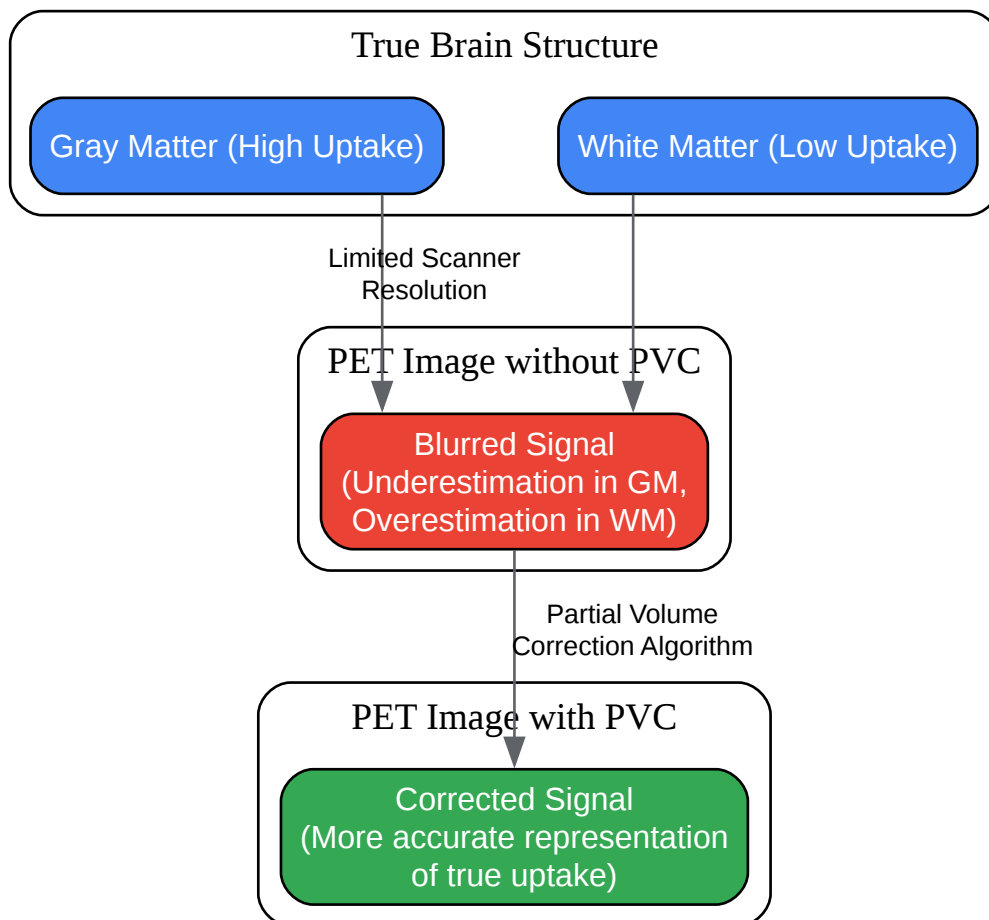 True Brain Structure
Gray Matter (High Uptake)
White Matter (Low Uptake)
Limited Scanner
Resolution
PET Image without PVC
Blurred Signal
(Underestimation in GM,
Overestimation in WM)
Partial Volume
Correction Algorithm
PET Image with PVC
Corrected Signal
(More accurate representation
of true uptake)